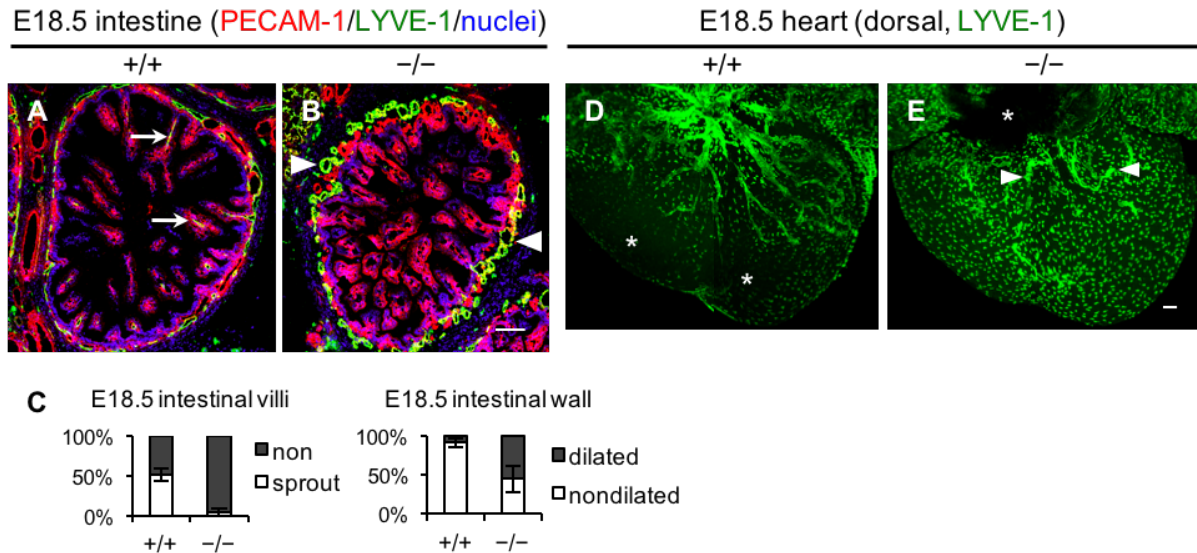 E18.5 intestine (PECAM-1/LYVE-1/nuclei)
E18.5 heart (dorsal, LYVE-1)
+/+
−/−
+/+
−/−
A
B
D
*
*
E
*
C
E18.5 intestinal villi
100%
50%
0%
+/+
−/−
non
sprout
E18.5 intestinal wall
100%
50%
0%
+/+
−/−
dilated
nondilated